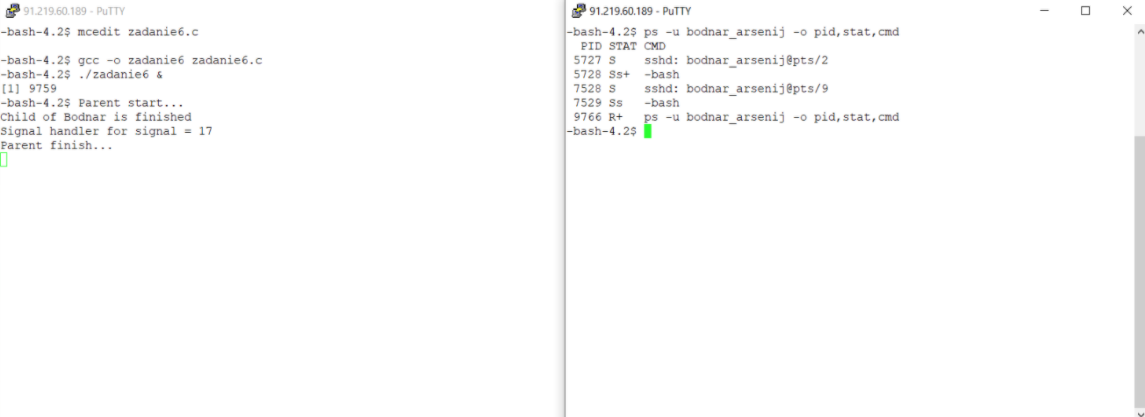 91.219.60.189 - PuTTY
-bash-4.2$ mcedit zadanie6.c
-bash-4.2$ gcc -o zadanie6 zadanie6.c
-bash-4.2$ ./zadanie6 &
[1] 9759
-bash-4.2$ Parent start...
Child of Bodnar is finished
Signal handler for signal = 17
Parent finish...
91.219.60.189 - PuTTY
-bash-4.2$ ps -u bodnar_arsenij -o pid,stat,cmd
PID STAT CMD
5727 S sshd: bodnar_arsenij@pts/2
5728 Ss+ -bash
7528 S sshd: bodnar_arsenij@pts/9
7529 Ss -bash
9766 R+ ps -u bodnar_arsenij -o pid,stat,cmd
-bash-4.2$